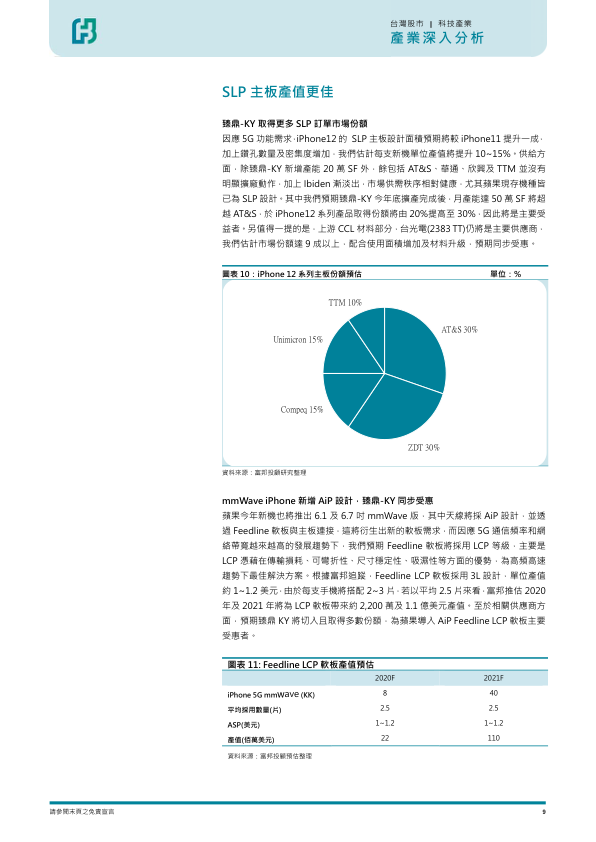 台灣股市 | 科技產業
產業深入分析
SLP 主板產值更佳
臻鼎-KY 取得更多 SLP 訂單市場份額
因應 5G 功能需求,iPhone12 的 SLP 主板設計面積預期將較 iPhone11 提升一成,
加上鑽孔數量及密集度增加,我們估計每支新機單位產值將提升 10~15%。供給方
面,除臻鼎-KY 新增產能 20 萬 SF 外,餘包括 AT&S、華通、欣興及 TTM 並沒有
明顯擴廠動作,加上 Ibiden 漸淡出,市場供需秩序相對健康,尤其蘋果現存機種皆
已為 SLP 設計。其中我們預期臻鼎-KY 今年底擴產完成後,月產能達 50 萬 SF 將超
越 AT&S,於 iPhone12 系列產品取得份額將由 20%提高至 30%,因此將是主要受
益者。另值得一提的是,上游 CCL 材料部分,台光電(2383 TT)仍將是主要供應商,
我們估計市場份額達 9 成以上,配合使用面積增加及材料升級,預期同步受惠。
圖表 10:iPhone 12 系列主板份額預估 單位:%
TTM 10%
AT&S 30%
Unimicron 15%
Compeq 15%
ZDT 30%
資料來源:富邦投顧研究整理
mmWave iPhone 新增 AiP 設計,臻鼎-KY 同步受惠
蘋果今年新機也將推出 6.1 及 6.7 吋 mmWave 版,其中天線將採 AiP 設計,並透
過 Feedline 軟板與主板連接,這將衍生出新的軟板需求,而因應 5G 通信頻率和網
絡帶寬越來越高的發展趨勢下,我們預期 Feedline 軟板將採用 LCP 等級,主要是
LCP 憑藉在傳輸損耗、可彎折性、尺寸穩定性、吸濕性等方面的優勢,為高頻高速
趨勢下最佳解決方案。根據富邦追蹤,Feedline LCP 軟板採用 3L 設計,單位產值
約 1~1.2 美元,由於每支手機將搭配 2~3 片,若以平均 2.5 片來看,富邦推估 2020
年及 2021 年將為 LCP 軟板帶來約 2,200 萬及 1.1 億美元產值。至於相關供應商方
面,預期臻鼎 KY 將切入且取得多數份額,為蘋果導入 AiP Feedline LCP 軟板主要
受惠者。
圖表 11: Feedline LCP 軟板產值預估
2020F 2021F
iPhone 5G mmWave (KK) 8 40
平均採用數量(片) 2.5 2.5
ASP(美元) 1~1.2 1~1.2
產值(佰萬美元) 22 110
資料來源:富邦投顧預估整理
請參閱末頁之免責宣言 9